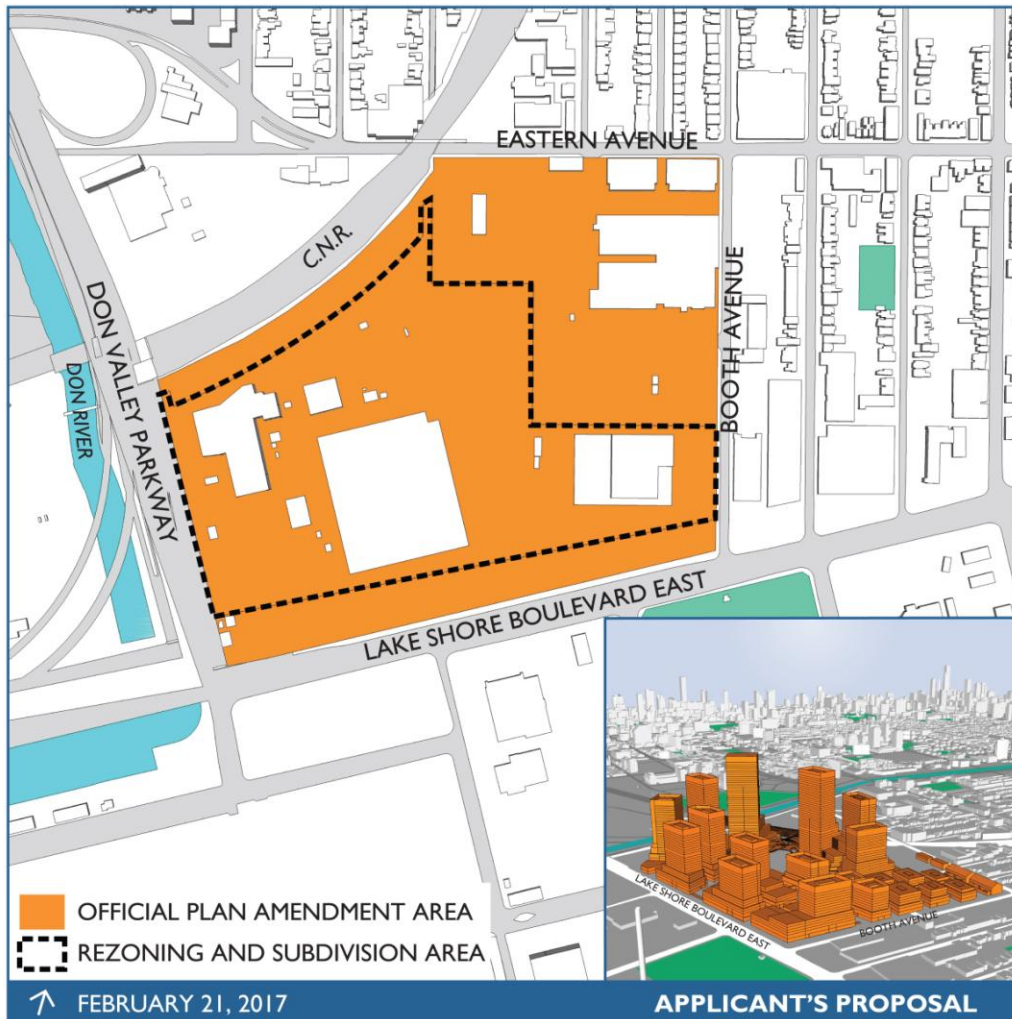 EASTERN AVENUE
C.N.R.
DON VALLEY PARKWAY
DON RIVER
BOOTH AVENUE
LAKE SHORE BOULEVARD EAST
LAKE SHORE BOULEVARD EAST
BOOTH AVENUE
OFFICIAL PLAN AMENDMENT AREA
REZONING AND SUBDIVISION AREA
FEBRUARY 21, 2017
APPLICANT'S PROPOSAL